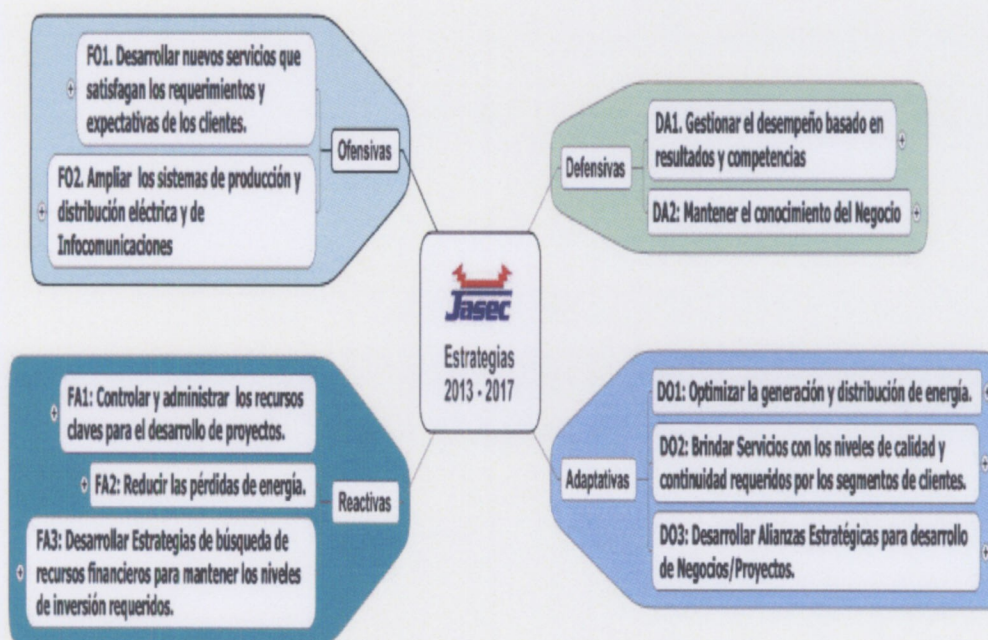 FO1. Desarrollar nuevos servicios que
satisfagan los requerimientos y
expectativas de los clientes.
Ofensivas
FO2. Ampliar los sistemas de producción y
distribución eléctrica y de
Infocomunicaciones
DA1. Gestionar el desempeño basado en
resultados y competencias
Defensivas
DA2: Mantener el conocimiento del Negocio
Jasec
Estrategias
2013 - 2017
FA1: Controlar y administrar los recursos
claves para el desarrollo de proyectos.
FA2: Reducir las pérdidas de energía.
Reactivas
FA3: Desarrollar Estrategias de búsqueda de
recursos financieros para mantener los niveles
de inversión requeridos.
DO1: Optimizar la generación y distribución de energía.
DO2: Brindar Servicios con los niveles de calidad y
continuidad requeridos por los segmentos de clientes.
Adaptativas
DO3: Desarrollar Alianzas Estratégicas para desarrollo
de Negocios/Proyectos.